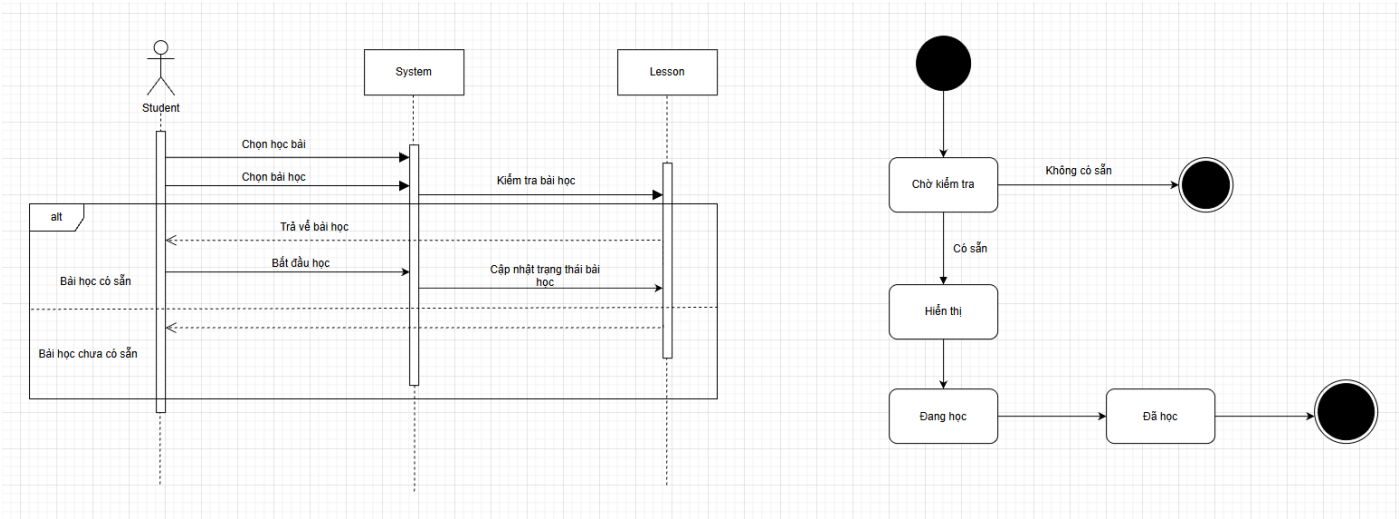 Student
System
Lesson
Chọn học bài
Chọn bài học
Kiểm tra bài học
alt
Trả về bài học
Bắt đầu học
Cập nhật trạng thái bài
học
Bài học có sẵn
Bài học chưa có sẵn
Chờ kiểm tra
Không có sẵn
Có sẵn
Hiển thị
Đang học
Đã học